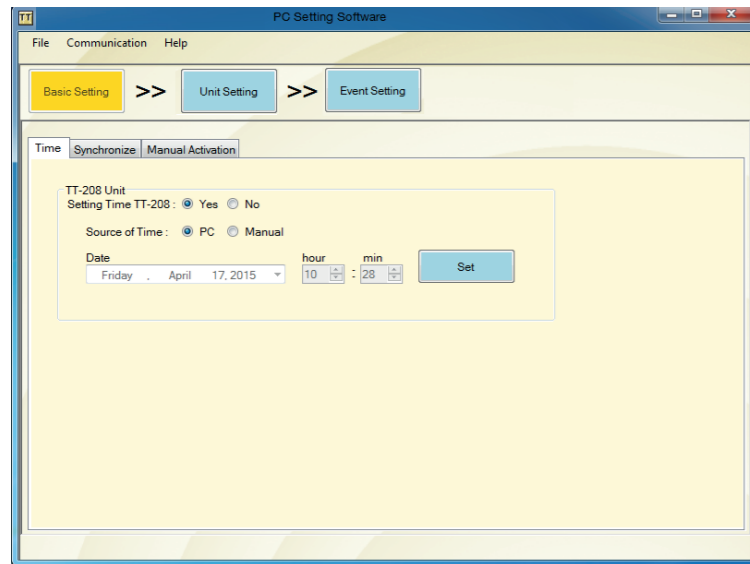 TT PC Setting Software
File Communication Help
Basic Setting >> Unit Setting >> Event Setting
Time Synchronize Manual Activation
TT-208 Unit
Setting Time TT-208 : Yes No
Source of Time : PC Manual
Date hour min
Friday , April 17, 2015 10 : 28 Set